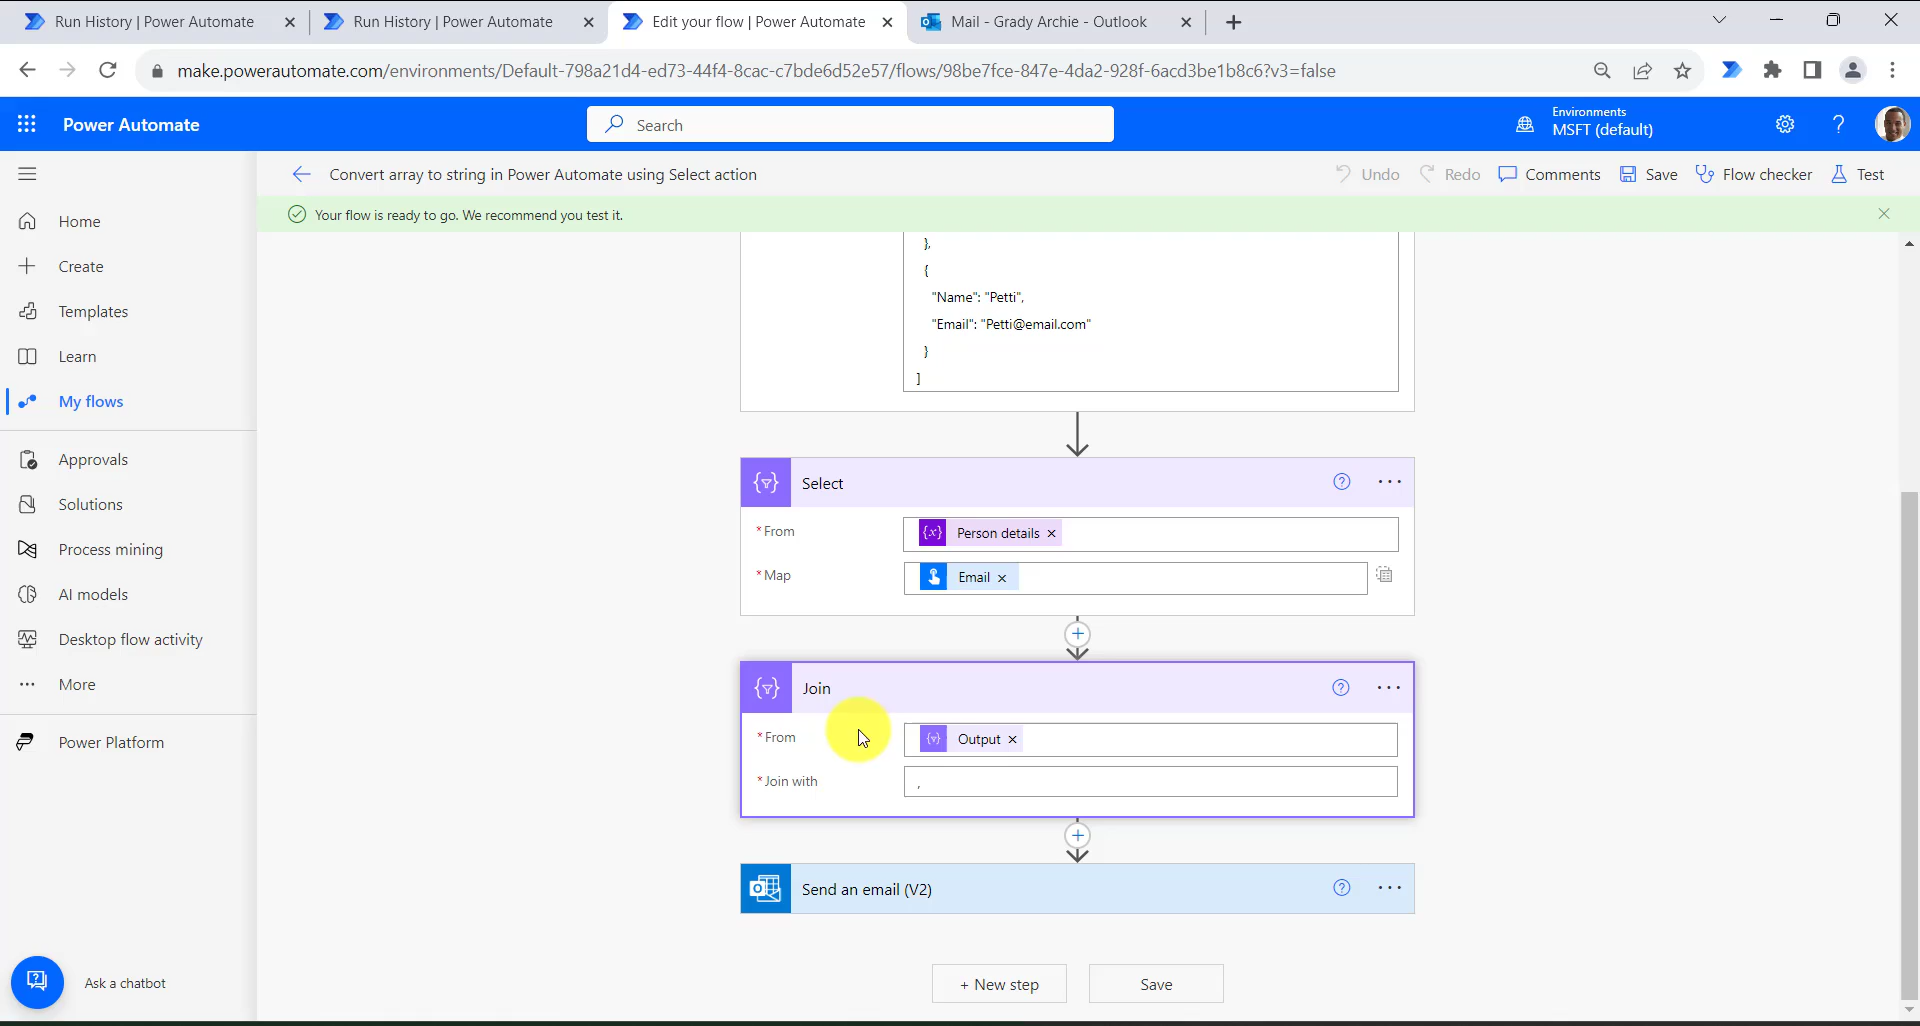 Run History | Power Automate
Run History | Power Automate
Edit your flow | Power Automate
Mail - Grady Archie - Outlook
make.powerautomate.com/environments/Default-798a21d4-ed73-44f4-8cac-c7bde6d52e57/flows/98be7fce-847e-4da2-928f-6acd3be1b8c6?v3=false
Power Automate
Search
Environments
MSFT (default)
Convert array to string in Power Automate using Select action
Undo
Redo
Comments
Save
Flow checker
Test
Your flow is ready to go. We recommend you test it.
Home
Create
Templates
Learn
My flows
Approvals
Solutions
Process mining
AI models
Desktop flow activity
More
Power Platform
Ask a chatbot
},
{
"Name": "Petti",
"Email": "Petti@email.com"
}
]
Select
* From
Person details
* Map
Email
Join
* From
Output
* Join with
,
Send an email (V2)
+ New step
Save